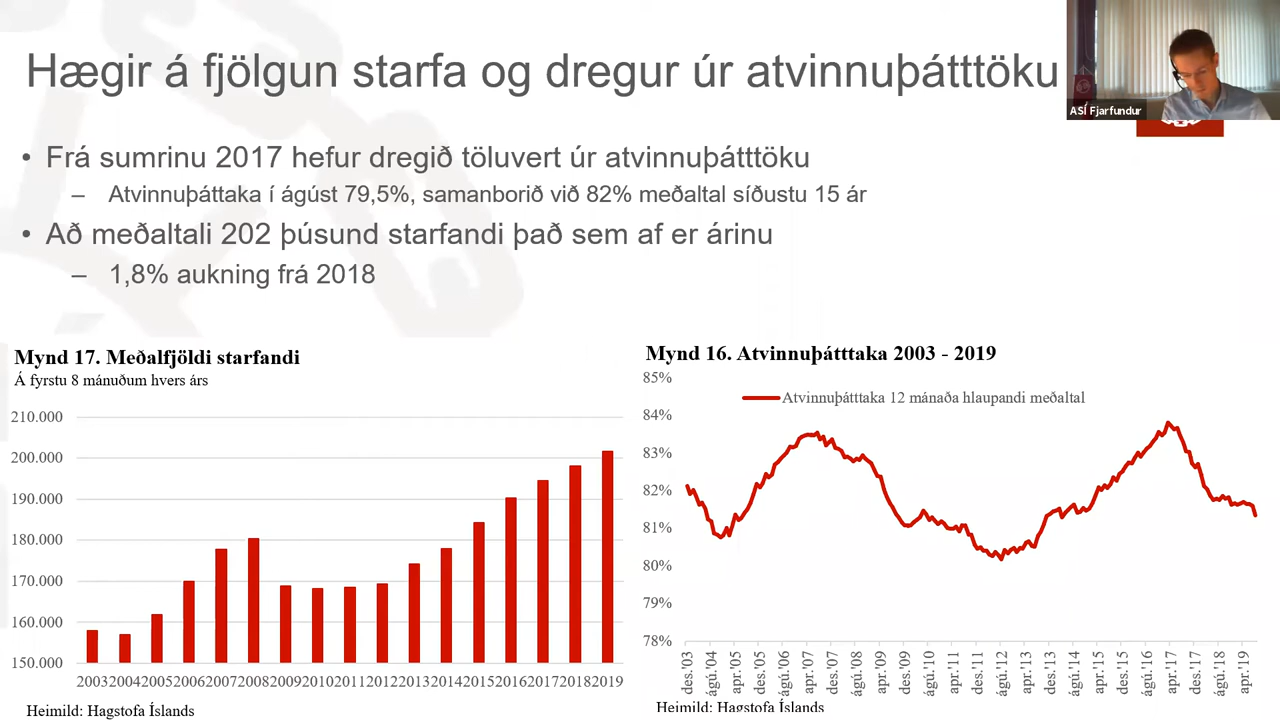 Hægir á fjölgun starfa og dregur úr atvinnuþátttöku
ASÍ Fjarfundur
• Frá sumrinu 2017 hefur dregið töluvert úr atvinnuþátttöku
– Atvinnuþáttaka í ágúst 79,5%, samanborið við 82% meðaltal síðustu 15 ár
• Að meðaltali 202 þúsund starfandi það sem af er árinu
– 1,8% aukning frá 2018
Mynd 17. Meðalfjöldi starfandi
Á fyrstu 8 mánuðum hvers árs
210.000
200.000
190.000
180.000
170.000
160.000
150.000
2003 2004 2005 2006 2007 2008 2009 2010 2011 2012 2013 2014 2015 2016 2017 2018 2019
Heimild: Hagstofa Íslands
Mynd 16. Atvinnuþátttaka 2003 - 2019
85%
Atvinnuþátttaka 12 mánaða hlaupandi meðaltal
84%
83%
82%
81%
80%
79%
78%
des.'03 ágú.'04 apr.'05 des.'05 ágú.'06 apr.'07 des.'07 ágú.'08 apr.'09 des.'09 ágú.'10 apr.'11 des.'11 ágú.'12 apr.'13 des.'13 ágú.'14 apr.'15 des.'15 ágú.'16 apr.'17 des.'17 ágú.'18 apr.'19
Heimild: Hagstofa Íslands